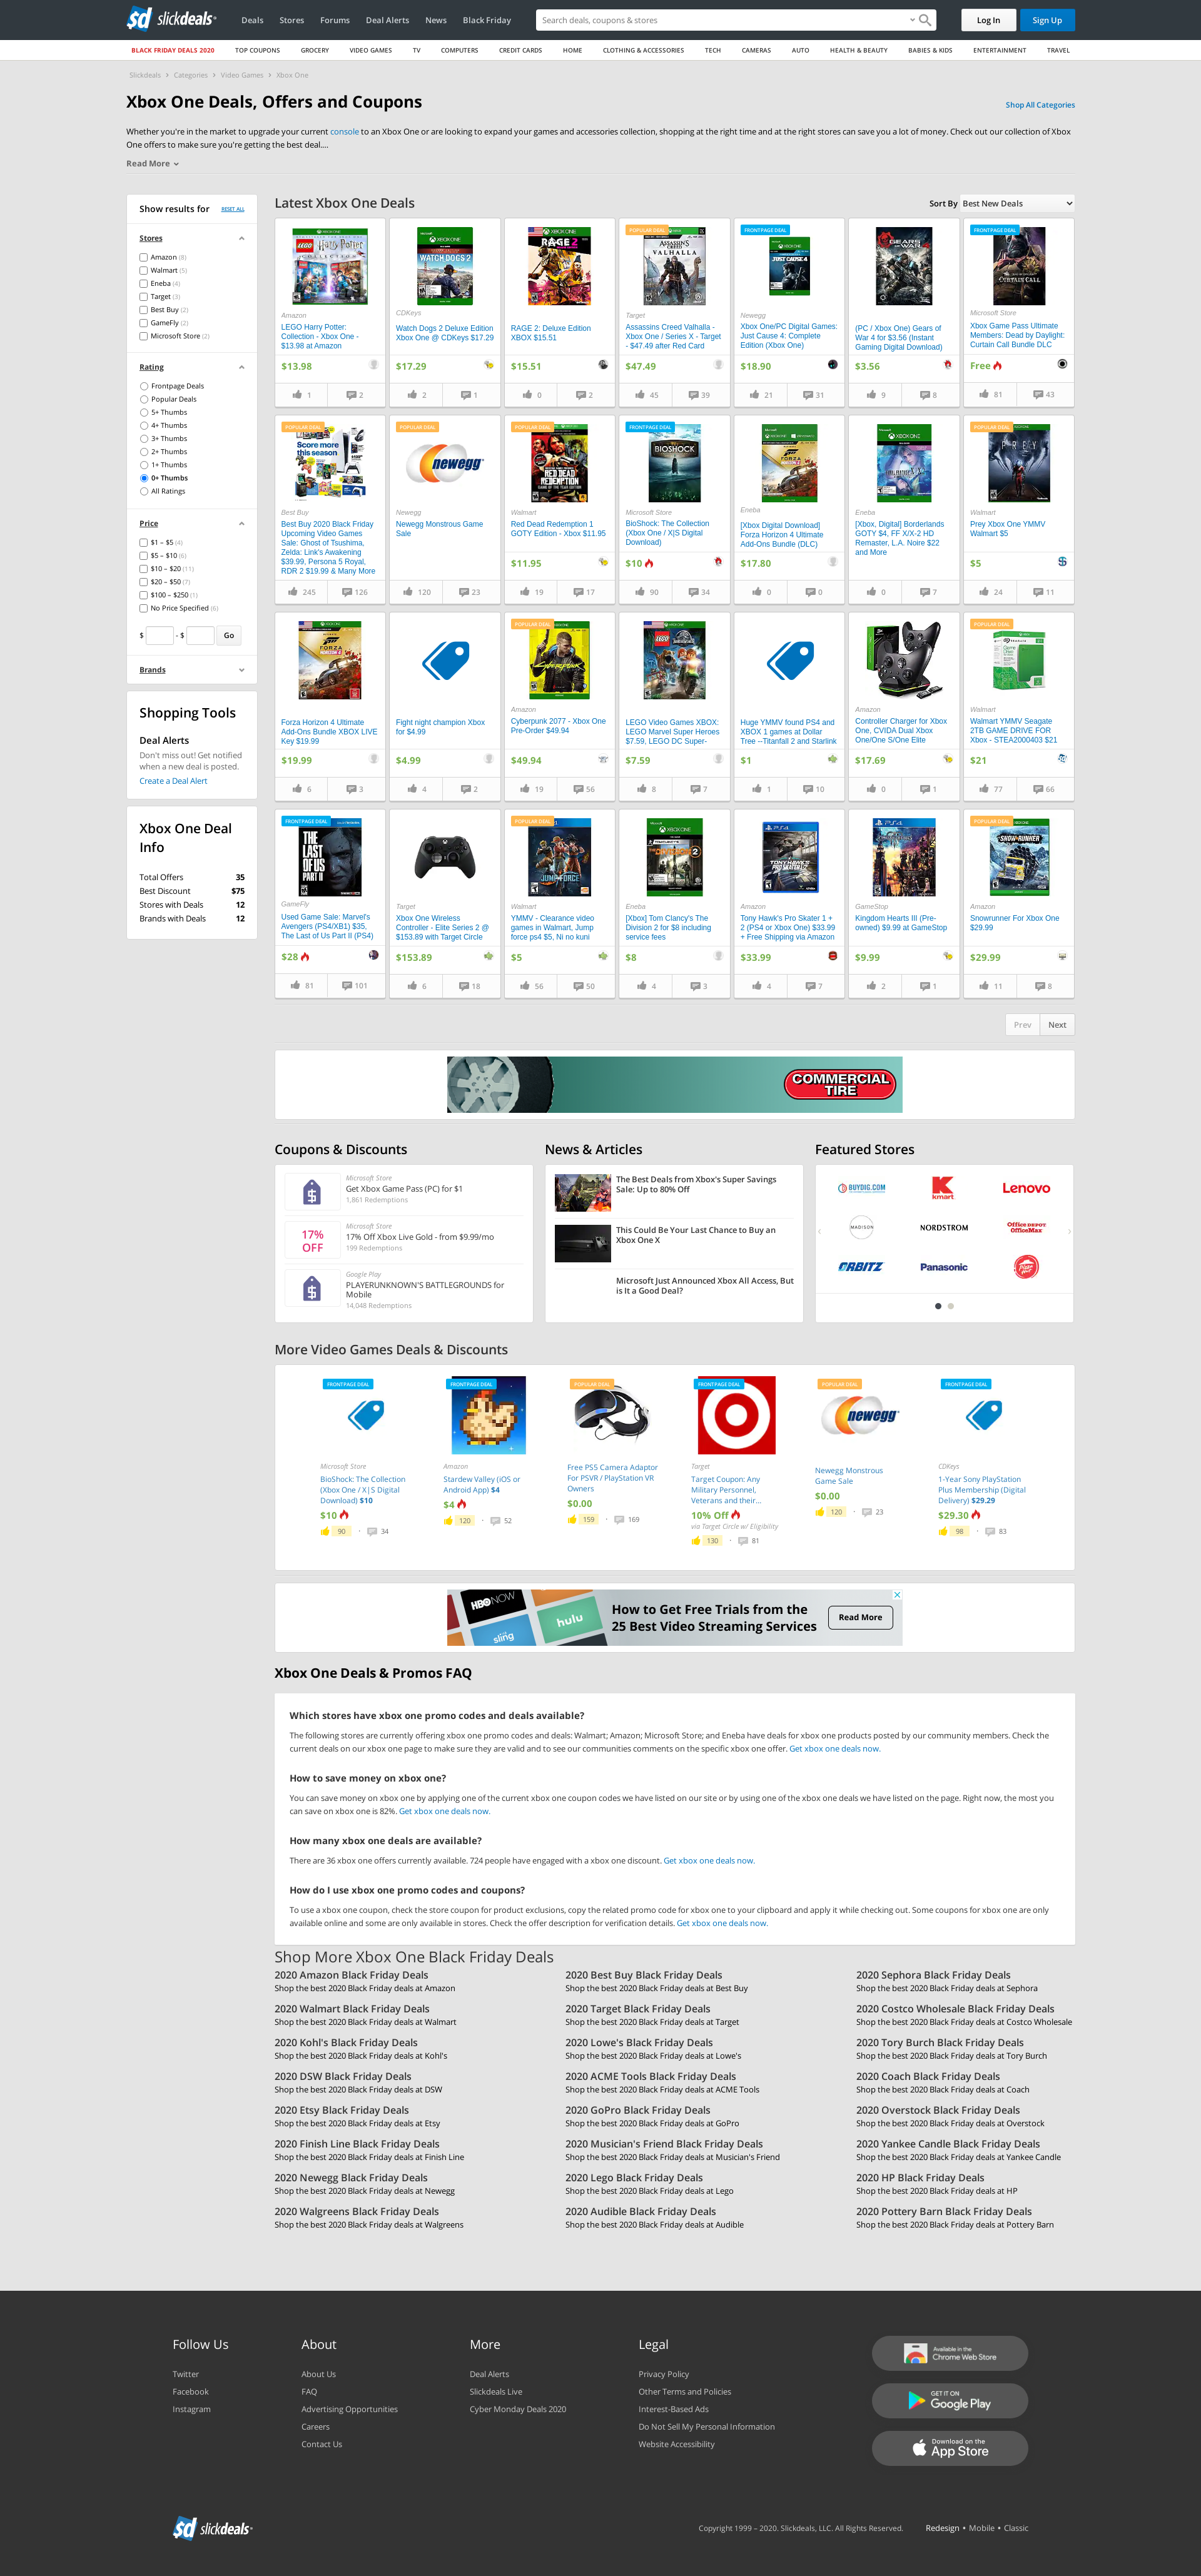 slickdeals
Deals
Stores
Forums
Deal Alerts
News
Black Friday
Search deals, coupons & stores
Log In
Sign Up
BLACK FRIDAY DEALS 2020
TOP COUPONS
GROCERY
VIDEO GAMES
TV
COMPUTERS
CREDIT CARDS
HOME
CLOTHING & ACCESSORIES
TECH
CAMERAS
AUTO
HEALTH & BEAUTY
BABIES & KIDS
ENTERTAINMENT
TRAVEL
Slickdeals > Categories > Video Games > Xbox One
Xbox One Deals, Offers and Coupons
Shop All Categories
Whether you're in the market to upgrade your current console to an Xbox One or are looking to expand your games and accessories collection, shopping at the right time and at the right stores can save you a lot of money. Check out our collection of Xbox
One offers to make sure you're getting the best deal....
Read More
Show results for
RESET ALL
Stores
Amazon (8)
Walmart (5)
Eneba (4)
Target (3)
Best Buy (2)
GameFly (2)
Microsoft Store (2)
Rating
Frontpage Deals
Popular Deals
5+ Thumbs
4+ Thumbs
3+ Thumbs
2+ Thumbs
1+ Thumbs
0+ Thumbs
All Ratings
Price
$1 – $5 (4)
$5 – $10 (6)
$10 – $20 (11)
$20 – $50 (7)
$100 – $250 (1)
No Price Specified (6)
$ - $ Go
Brands
Shopping Tools
Deal Alerts
Don't miss out! Get notified
when a new deal is posted.
Create a Deal Alert
Xbox One Deal
Info
Total Offers 35
Best Discount $75
Stores with Deals 12
Brands with Deals 12
Latest Xbox One Deals
Sort By Best New Deals
Amazon
LEGO Harry Potter:
Collection - Xbox One -
$13.98 at Amazon
$13.98
1 2
CDKeys
Watch Dogs 2 Deluxe Edition
Xbox One @ CDKeys $17.29
$17.29
2 1
RAGE 2: Deluxe Edition
XBOX $15.51
$15.51
0 2
POPULAR DEAL
Target
Assassins Creed Valhalla -
Xbox One / Series X - Target
- $47.49 after Red Card
$47.49
45 39
FRONTPAGE DEAL
Newegg
Xbox One/PC Digital Games:
Just Cause 4: Complete
Edition (Xbox One)
$18.90
21 31
(PC / Xbox One) Gears of
War 4 for $3.56 (Instant
Gaming Digital Download)
$3.56
9 8
FRONTPAGE DEAL
Microsoft Store
Xbox Game Pass Ultimate
Members: Dead by Daylight:
Curtain Call Bundle DLC
Free
81 43
POPULAR DEAL
Score more
this season
Best Buy
Best Buy 2020 Black Friday
Upcoming Video Games
Sale: Ghost of Tsushima,
Zelda: Link's Awakening
$39.99, Persona 5 Royal,
RDR 2 $19.99 & Many More
245 126
POPULAR DEAL
newegg
Newegg
Newegg Monstrous Game
Sale
120 23
POPULAR DEAL
Walmart
Red Dead Redemption 1
GOTY Edition - Xbox $11.95
$11.95
19 17
FRONTPAGE DEAL
BIOSHOCK
Microsoft Store
BioShock: The Collection
(Xbox One / X|S Digital
Download)
$10
90 34
Eneba
[Xbox Digital Download]
Forza Horizon 4 Ultimate
Add-Ons Bundle (DLC)
$17.80
0 0
Eneba
[Xbox, Digital] Borderlands
GOTY $4, FF X/X-2 HD
Remaster, L.A. Noire $22
and More
0 7
POPULAR DEAL
PREY
Walmart
Prey Xbox One YMMV
Walmart $5
$5
24 11
Forza Horizon 4 Ultimate
Add-Ons Bundle XBOX LIVE
Key $19.99
$19.99
6 3
Fight night champion Xbox
for $4.99
$4.99
4 2
POPULAR DEAL
Amazon
Cyberpunk 2077 - Xbox One
Pre-Order $49.94
$49.94
19 56
LEGO Video Games XBOX:
LEGO Marvel Super Heroes
$7.59, LEGO DC Super-
$7.59
8 7
Huge YMMV found PS4 and
XBOX 1 games at Dollar
Tree --Titanfall 2 and Starlink
$1
1 10
Amazon
Controller Charger for Xbox
One, CVIDA Dual Xbox
One/One S/One Elite
$17.69
0 1
POPULAR DEAL
Walmart
Walmart YMMV Seagate
2TB GAME DRIVE FOR
Xbox - STEA2000403 $21
$21
77 66
FRONTPAGE DEAL
THE
LAST
OF US
PART II
GameFly
Used Game Sale: Marvel's
Avengers (PS4/XB1) $35,
The Last of Us Part II (PS4)
$28
81 101
Target
Xbox One Wireless
Controller - Elite Series 2 @
$153.89 with Target Circle
$153.89
6 18
POPULAR DEAL
JUMP FORCE
Walmart
YMMV - Clearance video
games in Walmart, Jump
force ps4 $5, Ni no kuni
$5
56 50
Eneba
[Xbox] Tom Clancy's The
Division 2 for $8 including
service fees
$8
4 3
Amazon
Tony Hawk's Pro Skater 1 +
2 (PS4 or Xbox One) $33.99
+ Free Shipping via Amazon
$33.99
4 7
GameStop
Kingdom Hearts III (Pre-
owned) $9.99 at GameStop
$9.99
2 1
POPULAR DEAL
Amazon
Snowrunner For Xbox One
$29.99
$29.99
11 8
Prev Next
COMMERCIAL
TIRE
Coupons & Discounts
Microsoft Store
Get Xbox Game Pass (PC) for $1
1,861 Redemptions
17%
OFF
Microsoft Store
17% Off Xbox Live Gold - from $9.99/mo
199 Redemptions
Google Play
PLAYERUNKNOWN'S BATTLEGROUNDS for
Mobile
14,048 Redemptions
News & Articles
The Best Deals from Xbox's Super Savings
Sale: Up to 80% Off
This Could Be Your Last Chance to Buy an
Xbox One X
Microsoft Just Announced Xbox All Access, But
is It a Good Deal?
Featured Stores
BUYDIG.COM
kmart
Lenovo
MADISON
NORDSTROM
Office DEPOT
OfficeMax
ORBITZ
Panasonic
More Video Games Deals & Discounts
FRONTPAGE DEAL
Microsoft Store
BioShock: The Collection
(Xbox One / X|S Digital
Download) $10
$10
90 · 34
FRONTPAGE DEAL
Amazon
Stardew Valley (iOS or
Android App) $4
$4
120 · 52
POPULAR DEAL
Free PS5 Camera Adaptor
For PSVR / PlayStation VR
Owners
$0.00
159 · 169
FRONTPAGE DEAL
Target
Target Coupon: Any
Military Personnel,
Veterans and their...
10% Off
via Target Circle w/ Eligibility
130 · 81
POPULAR DEAL
newegg
Newegg Monstrous
Game Sale
$0.00
120 · 23
FRONTPAGE DEAL
CDKeys
1-Year Sony PlayStation
Plus Membership (Digital
Delivery) $29.29
$29.30
98 · 83
HBO NOW
hulu
sling
How to Get Free Trials from the
25 Best Video Streaming Services
Read More
Xbox One Deals & Promos FAQ
Which stores have xbox one promo codes and deals available?
The following stores are currently offering xbox one promo codes and deals: Walmart; Amazon; Microsoft Store; and Eneba have deals for xbox one products posted by our community members. Check the
current deals on our xbox one page to make sure they are valid and to see our communities comments on the specific xbox one offer. Get xbox one deals now.
How to save money on xbox one?
You can save money on xbox one by applying one of the current xbox one coupon codes we have listed on our site or by using one of the xbox one deals we have listed on the page. Right now, the most you
can save on xbox one is 82%. Get xbox one deals now.
How many xbox one deals are available?
There are 36 xbox one offers currently available. 724 people have engaged with a xbox one discount. Get xbox one deals now.
How do I use xbox one promo codes and coupons?
To use a xbox one coupon, check the store coupon for product exclusions, copy the related promo code for xbox one to your clipboard and apply it while checking out. Some coupons for xbox one are only
available online and some are only available in stores. Check the offer description for verification details. Get xbox one deals now.
Shop More Xbox One Black Friday Deals
2020 Amazon Black Friday Deals
Shop the best 2020 Black Friday deals at Amazon
2020 Best Buy Black Friday Deals
Shop the best 2020 Black Friday deals at Best Buy
2020 Sephora Black Friday Deals
Shop the best 2020 Black Friday deals at Sephora
2020 Walmart Black Friday Deals
Shop the best 2020 Black Friday deals at Walmart
2020 Target Black Friday Deals
Shop the best 2020 Black Friday deals at Target
2020 Costco Wholesale Black Friday Deals
Shop the best 2020 Black Friday deals at Costco Wholesale
2020 Kohl's Black Friday Deals
Shop the best 2020 Black Friday deals at Kohl's
2020 Lowe's Black Friday Deals
Shop the best 2020 Black Friday deals at Lowe's
2020 Tory Burch Black Friday Deals
Shop the best 2020 Black Friday deals at Tory Burch
2020 DSW Black Friday Deals
Shop the best 2020 Black Friday deals at DSW
2020 ACME Tools Black Friday Deals
Shop the best 2020 Black Friday deals at ACME Tools
2020 Coach Black Friday Deals
Shop the best 2020 Black Friday deals at Coach
2020 Etsy Black Friday Deals
Shop the best 2020 Black Friday deals at Etsy
2020 GoPro Black Friday Deals
Shop the best 2020 Black Friday deals at GoPro
2020 Overstock Black Friday Deals
Shop the best 2020 Black Friday deals at Overstock
2020 Finish Line Black Friday Deals
Shop the best 2020 Black Friday deals at Finish Line
2020 Musician's Friend Black Friday Deals
Shop the best 2020 Black Friday deals at Musician's Friend
2020 Yankee Candle Black Friday Deals
Shop the best 2020 Black Friday deals at Yankee Candle
2020 Newegg Black Friday Deals
Shop the best 2020 Black Friday deals at Newegg
2020 Lego Black Friday Deals
Shop the best 2020 Black Friday deals at Lego
2020 HP Black Friday Deals
Shop the best 2020 Black Friday deals at HP
2020 Walgreens Black Friday Deals
Shop the best 2020 Black Friday deals at Walgreens
2020 Audible Black Friday Deals
Shop the best 2020 Black Friday deals at Audible
2020 Pottery Barn Black Friday Deals
Shop the best 2020 Black Friday deals at Pottery Barn
Follow Us
Twitter
Facebook
Instagram
About
About Us
FAQ
Advertising Opportunities
Careers
Contact Us
More
Deal Alerts
Slickdeals Live
Cyber Monday Deals 2020
Legal
Privacy Policy
Other Terms and Policies
Interest-Based Ads
Do Not Sell My Personal Information
Website Accessibility
Available in the
Chrome Web Store
GET IT ON
Google Play
Download on the
App Store
slickdeals
Copyright 1999 – 2020. Slickdeals, LLC. All Rights Reserved.
Redesign • Mobile • Classic